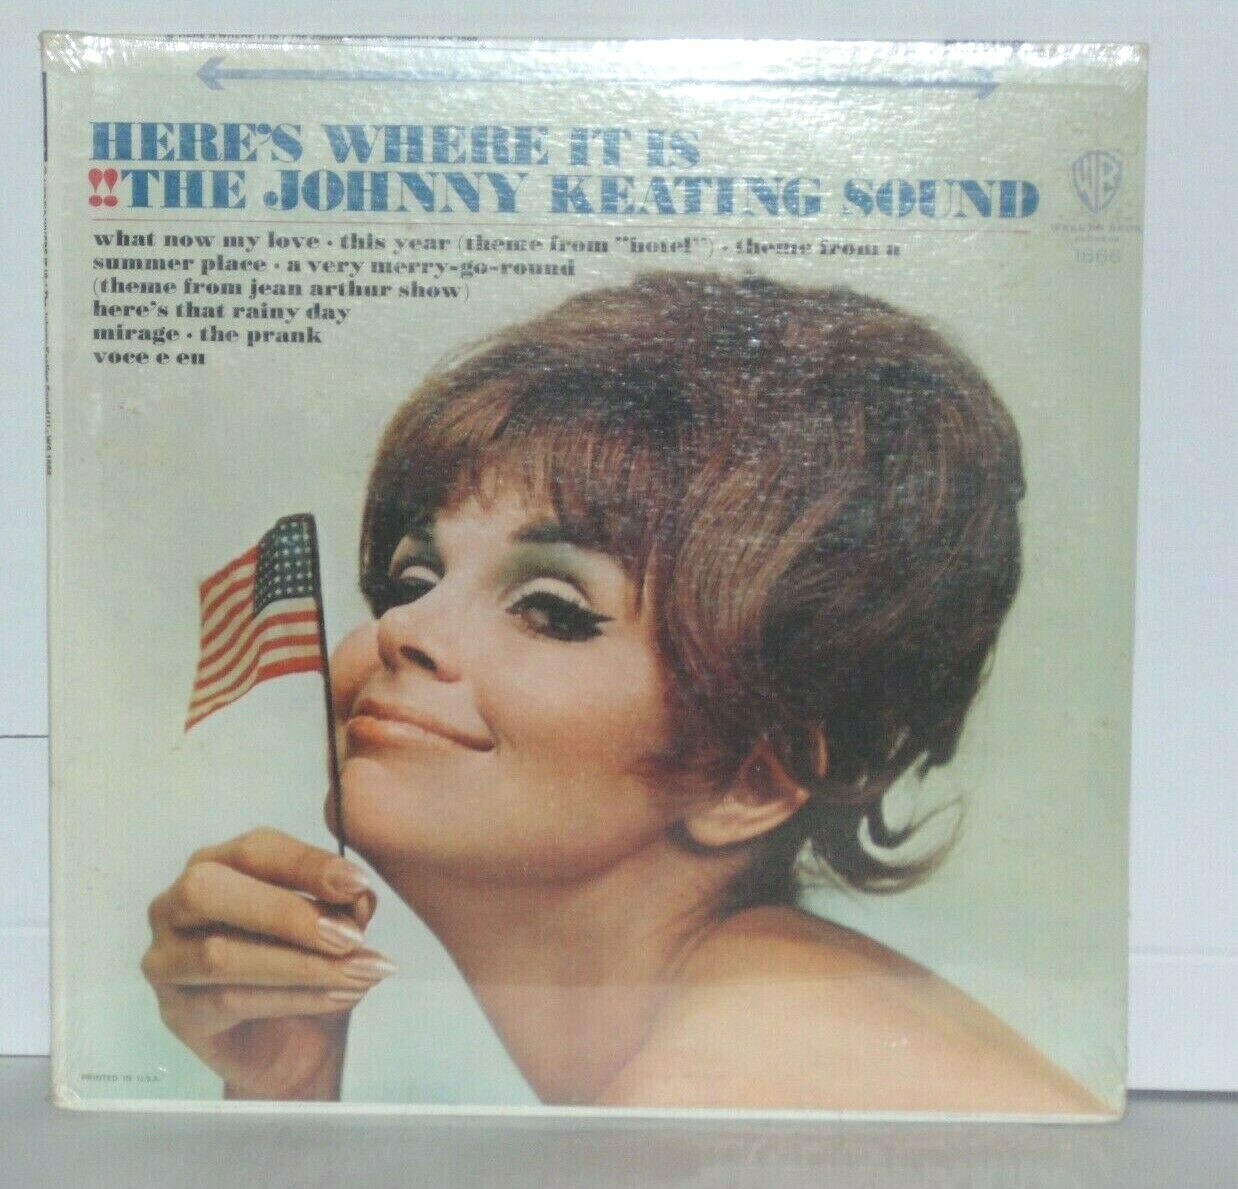 HERE'S WHERE IT IS
!!THE JOHNNY KEATING SOUND
WB
WARNER BROS
1666
what now my love · this year (theme from "hotel") · theme from a
summer place · a very merry-go-round
(theme from jean arthur show)
here's that rainy day
mirage · the prank
voce e eu
PRINTED IN U.S.A.